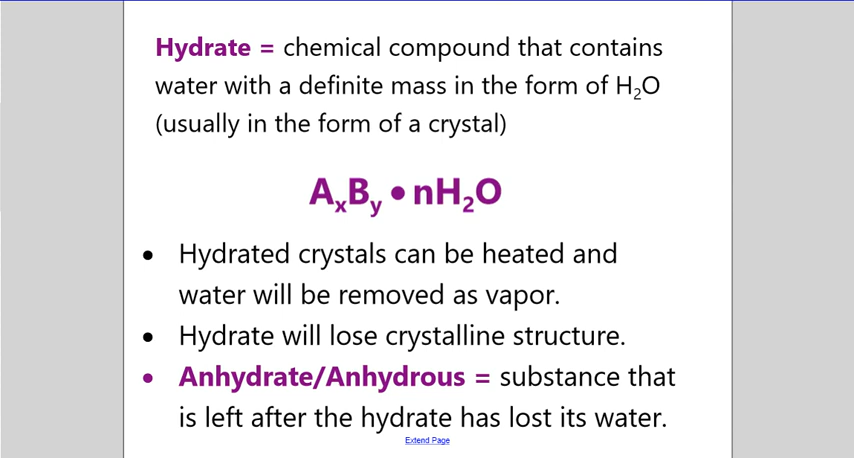 Hydrate = chemical compound that contains
water with a definite mass in the form of H₂O
(usually in the form of a crystal)
AₓBᵧ • nH₂O
• Hydrated crystals can be heated and
water will be removed as vapor.
• Hydrate will lose crystalline structure.
• Anhydrate/Anhydrous = substance that
is left after the hydrate has lost its water.
Extend Page